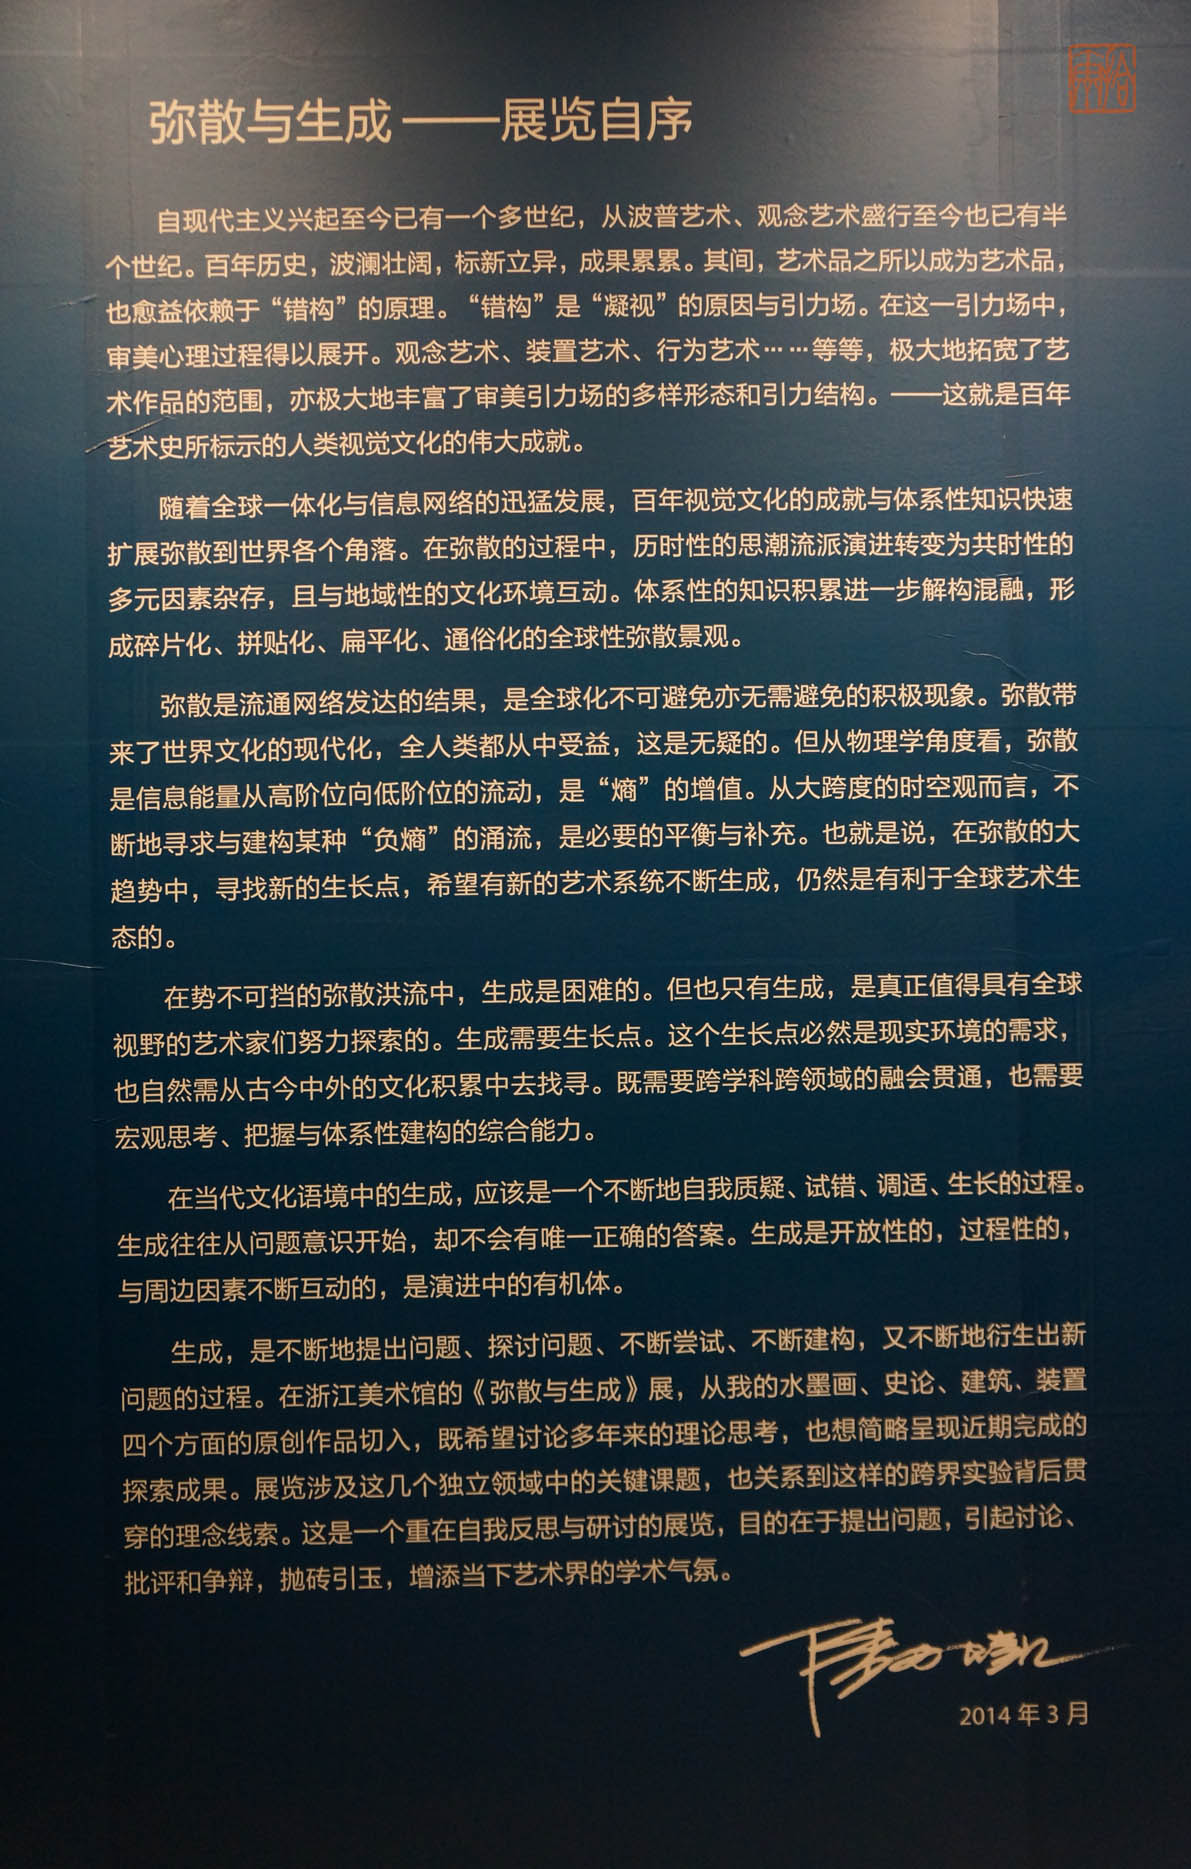 弥散与生成——展览自序
自现代主义兴起至今已有一个多世纪，从波普艺术、观念艺术盛行至今也已有半
个世纪。百年历史，波澜壮阔，标新立异，成果累累。其间，艺术品之所以成为艺术品，
也愈益依赖于“错构”的原理。“错构”是“凝视”的原因与引力场。在这一引力场中，
审美心理过程得以展开。观念艺术、装置艺术、行为艺术……等等，极大地拓宽了艺
术作品的范围，亦极大地丰富了审美引力场的多样形态和引力结构。——这就是百年
艺术史所标示的人类视觉文化的伟大成就。
随着全球一体化与信息网络的迅猛发展，百年视觉文化的成就与体系性知识快速
扩展弥散到世界各个角落。在弥散的过程中，历时性的思潮流派演进转变为共时性的
多元因素杂存，且与地域性的文化环境互动。体系性的知识积累进一步解构混融，形
成碎片化、拼贴化、扁平化、通俗化的全球性弥散景观。
弥散是流通网络发达的结果，是全球化不可避免亦无需避免的积极现象。弥散带
来了世界文化的现代化，全人类都从中受益，这是无疑的。但从物理学角度看，弥散
是信息能量从高阶位向低阶位的流动，是“熵”的增值。从大跨度的时空观而言，不
断地寻求与建构某种“负熵”的涌流，是必要的平衡与补充。也就是说，在弥散的大
趋势中，寻找新的生长点，希望有新的艺术系统不断生成，仍然是有利于全球艺术生
态的。
在势不可挡的弥散洪流中，生成是困难的。但也只有生成，是真正值得具有全球
视野的艺术家们努力探索的。生成需要生长点。这个生长点必然是现实环境的需求，
也自然需从古今中外的文化积累中去找寻。既需要跨学科跨领域的融会贯通，也需要
宏观思考、把握与体系性建构的综合能力。
在当代文化语境中的生成，应该是一个不断地自我质疑、试错、调适、生长的过程。
生成往往从问题意识开始，却不会有唯一正确的答案。生成是开放性的，过程性的，
与周边因素不断互动的，是演进中的有机体。
生成，是不断地提出问题、探讨问题、不断尝试、不断建构，又不断地衍生出新
问题的过程。在浙江美术馆的《弥散与生成》展，从我的水墨画、史论、建筑、装置
四个方面的原创作品切入，既希望讨论多年来的理论思考，也想简略呈现近期完成的
探索成果。展览涉及这几个独立领域中的关键课题，也关系到这样的跨界实验背后贯
穿的理念线索。这是一个重在自我反思与研讨的展览，目的在于提出问题，引起讨论、
批评和争辩，抛砖引玉，增添当下艺术界的学术气氛。
2014 年 3 月